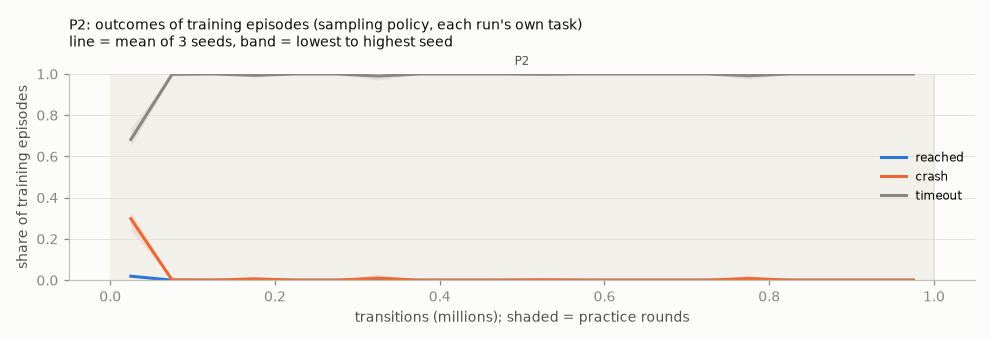 P2: outcomes of training episodes (sampling policy, each run's own task)
line = mean of 3 seeds, band = lowest to highest seed
P2
share of training episodes
1.0
0.8
0.6
0.4
0.2
0.0
reached
crash
timeout
0.0 0.2 0.4 0.6 0.8 1.0
transitions (millions); shaded = practice rounds